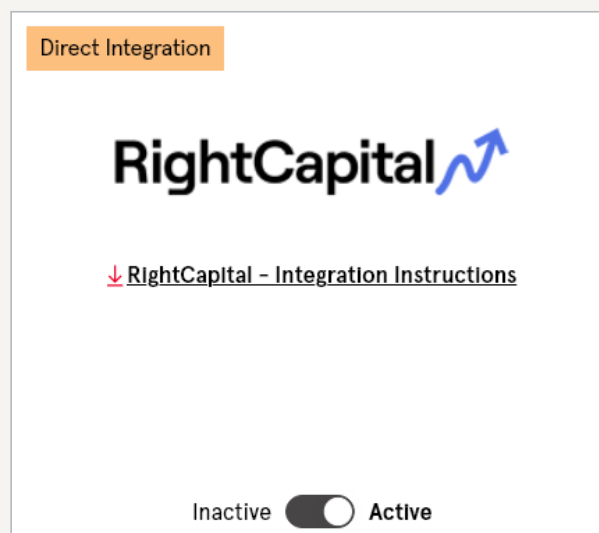 Direct Integration
RightCapital
RightCapital - Integration Instructions
Inactive Active